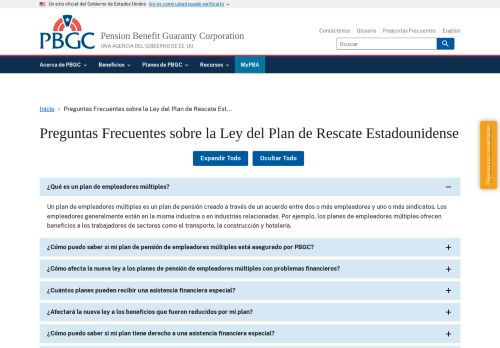 Un sitio oficial del Gobierno de Estados Unidos Así es como usted puede verificarlo
Contáctenos Glosario Preguntas Frecuentes English
PBGC
Pension Benefit Guaranty Corporation
UNA AGENCIA DEL GOBIERNO DE EE. UU.
Buscar
Acerca de PBGC Beneficios Planes de PBGC Recursos MyPBA
Inicio › Preguntas Frecuentes sobre la Ley del Plan de Rescate Est...
Preguntas Frecuentes sobre la Ley del Plan de Rescate Estadounidense
Expandir Todo Ocultar Todo
¿Qué es un plan de empleadores múltiples?
Un plan de empleadores múltiples es un plan de pensión creado a través de un acuerdo entre dos o más empleadores y uno o más sindicatos. Los
empleadores generalmente están en la misma industria o en industrias relacionadas. Por ejemplo, los planes de empleadores múltiples ofrecen
beneficios a los trabajadores de sectores como el transporte, la construcción y hotelería.
¿Cómo puedo saber si mi plan de pensión de empleadores múltiples está asegurado por PBGC?
¿Cómo afecta la nueva ley a los planes de pensión de empleadores múltiples con problemas financieros?
¿Cuántos planes pueden recibir una asistencia financiera especial?
¿Afectará la nueva ley a los beneficios que fueron reducidos por mi plan?
¿Cómo puedo saber si mi plan tiene derecho a una asistencia financiera especial?